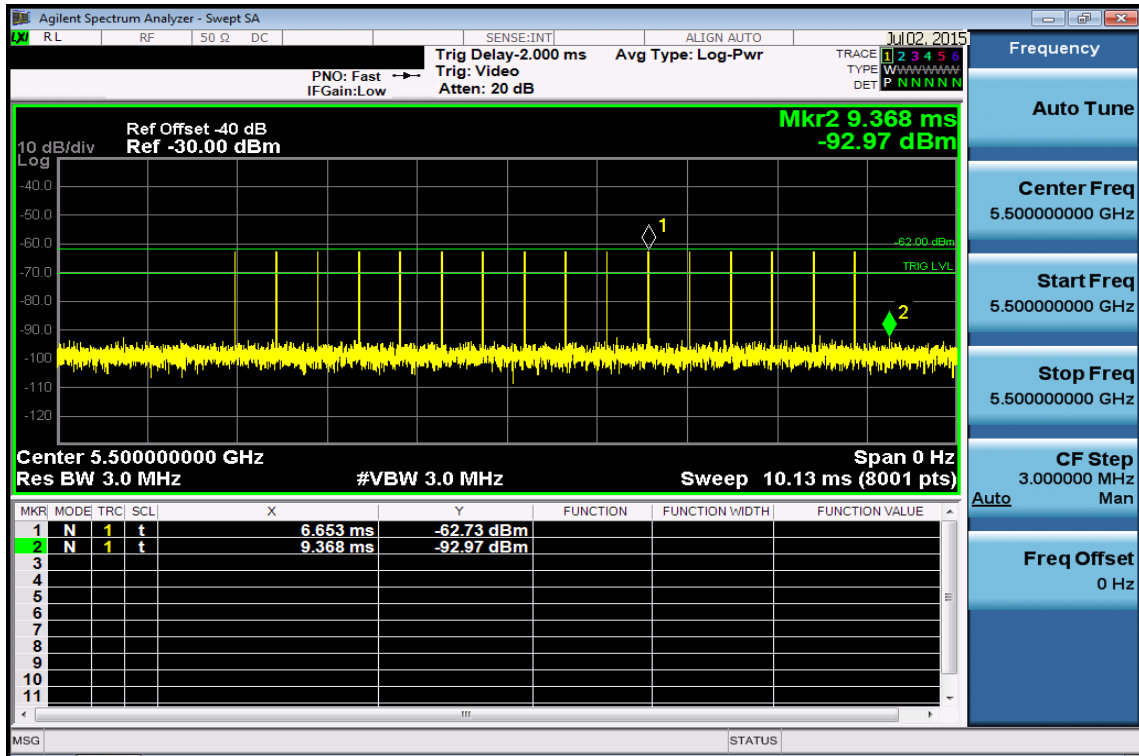 Agilent Spectrum Analyzer - Swept SA
LXI RL RF 50 Ω DC SENSE:INT ALIGN AUTO Jul 02, 2015
PNO: Fast
IFGain:Low
Trig Delay-2.000 ms
Trig: Video
Atten: 20 dB
Avg Type: Log-Pwr
TRACE 1 2 3 4 5 6
TYPE WWWWWWW
DET P N N N N N
Mkr2 9.368 ms
-92.97 dBm
10 dB/div
Log
Ref Offset -40 dB
Ref -30.00 dBm
-40.0
-50.0
-60.0
-70.0
-80.0
-90.0
-100
-110
-120
1
-62.00 dBm
TRIG LVL
2
Center 5.500000000 GHz Span 0 Hz
Res BW 3.0 MHz #VBW 3.0 MHz Sweep 10.13 ms (8001 pts)
MKR MODE TRC SCL X Y FUNCTION FUNCTION WIDTH FUNCTION VALUE
1 N 1 t 6.653 ms -62.73 dBm
2 N 1 t 9.368 ms -92.97 dBm
3
4
5
6
7
8
9
10
11
MSG STATUS
Frequency
Auto Tune
Center Freq
5.500000000 GHz
Start Freq
5.500000000 GHz
Stop Freq
5.500000000 GHz
CF Step
3.000000 MHz
Auto Man
Freq Offset
0 Hz